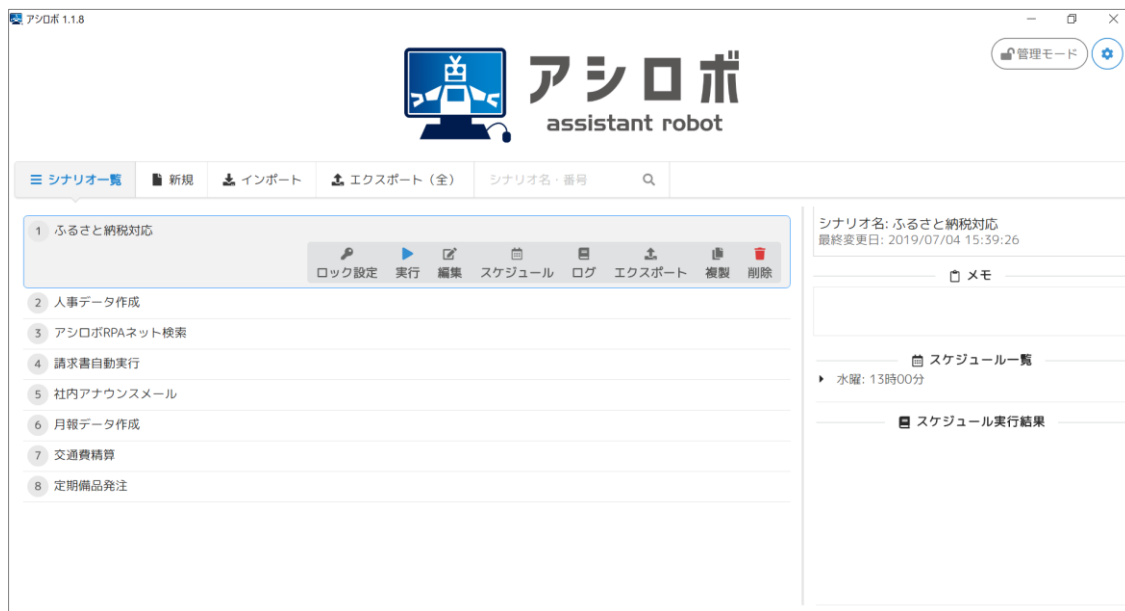 アシロボ 1.1.8
管理モード
アシロボ
assistant robot
シナリオ一覧 新規 インポート エクスポート（全） シナリオ名・番号
1 ふるさと納税対応
ロック設定 実行 編集 スケジュール ログ エクスポート 複製 削除
2 人事データ作成
3 アシロボRPAネット検索
4 請求書自動実行
5 社内アナウンスメール
6 月報データ作成
7 交通費精算
8 定期備品発注
シナリオ名: ふるさと納税対応
最終変更日: 2019/07/04 15:39:26
メモ
スケジュール一覧
水曜: 13時00分
スケジュール実行結果